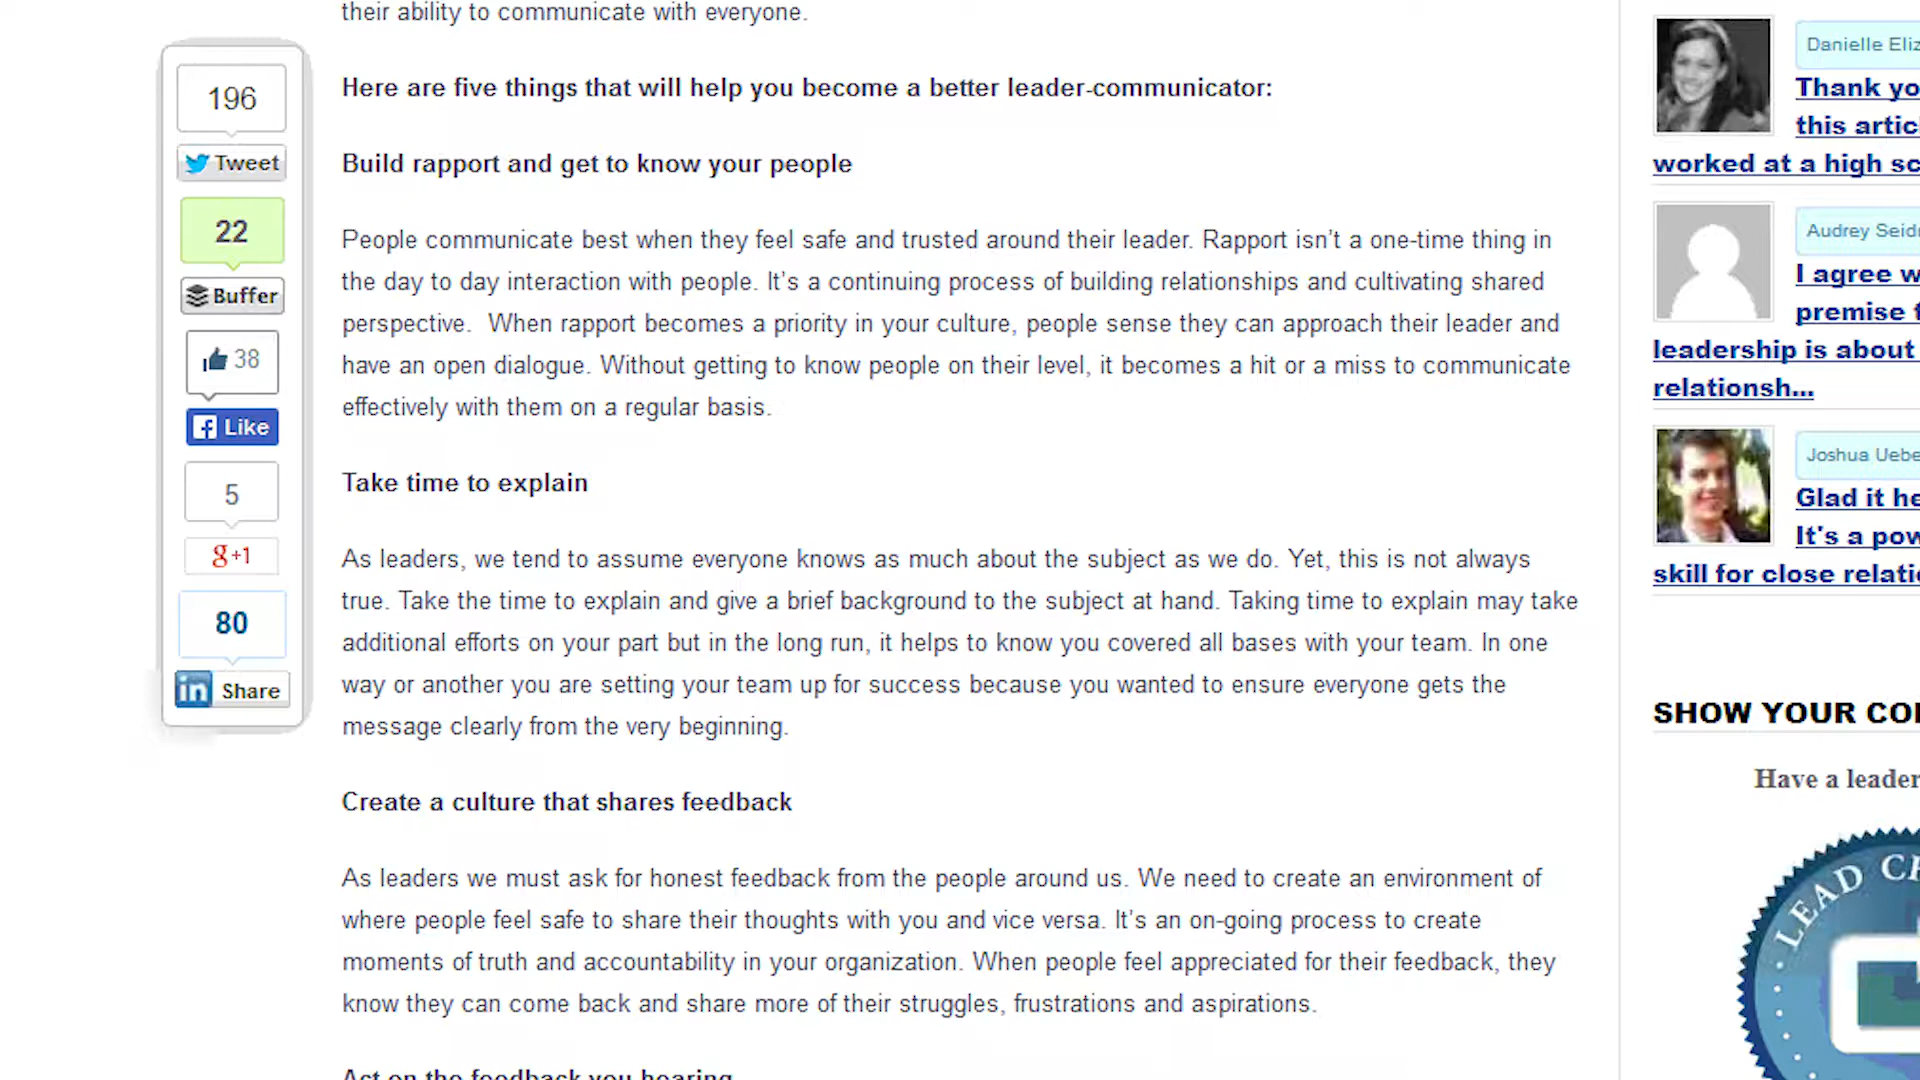 their ability to communicate with everyone.
Here are five things that will help you become a better leader-communicator:
Build rapport and get to know your people
People communicate best when they feel safe and trusted around their leader. Rapport isn’t a one-time thing in
the day to day interaction with people. It’s a continuing process of building relationships and cultivating shared
perspective.  When rapport becomes a priority in your culture, people sense they can approach their leader and
have an open dialogue. Without getting to know people on their level, it becomes a hit or a miss to communicate
effectively with them on a regular basis.
Take time to explain
As leaders, we tend to assume everyone knows as much about the subject as we do. Yet, this is not always
true. Take the time to explain and give a brief background to the subject at hand. Taking time to explain may take
additional efforts on your part but in the long run, it helps to know you covered all bases with your team. In one
way or another you are setting your team up for success because you wanted to ensure everyone gets the
message clearly from the very beginning.
Create a culture that shares feedback
As leaders we must ask for honest feedback from the people around us. We need to create an environment of
where people feel safe to share their thoughts with you and vice versa. It’s an on-going process to create
moments of truth and accountability in your organization. When people feel appreciated for their feedback, they
know they can come back and share more of their struggles, frustrations and aspirations.
Act on the feedback you hearing
196
Tweet
22
Buffer
38
Like
5
g+1
80
in Share
Danielle Eliz
Thank yo
this artic
worked at a high sc
Audrey Seid
I agree w
premise f
leadership is about
relationsh...
Joshua Uebe
Glad it he
It's a pow
skill for close relati
SHOW YOUR CO
Have a leader
LEAD C